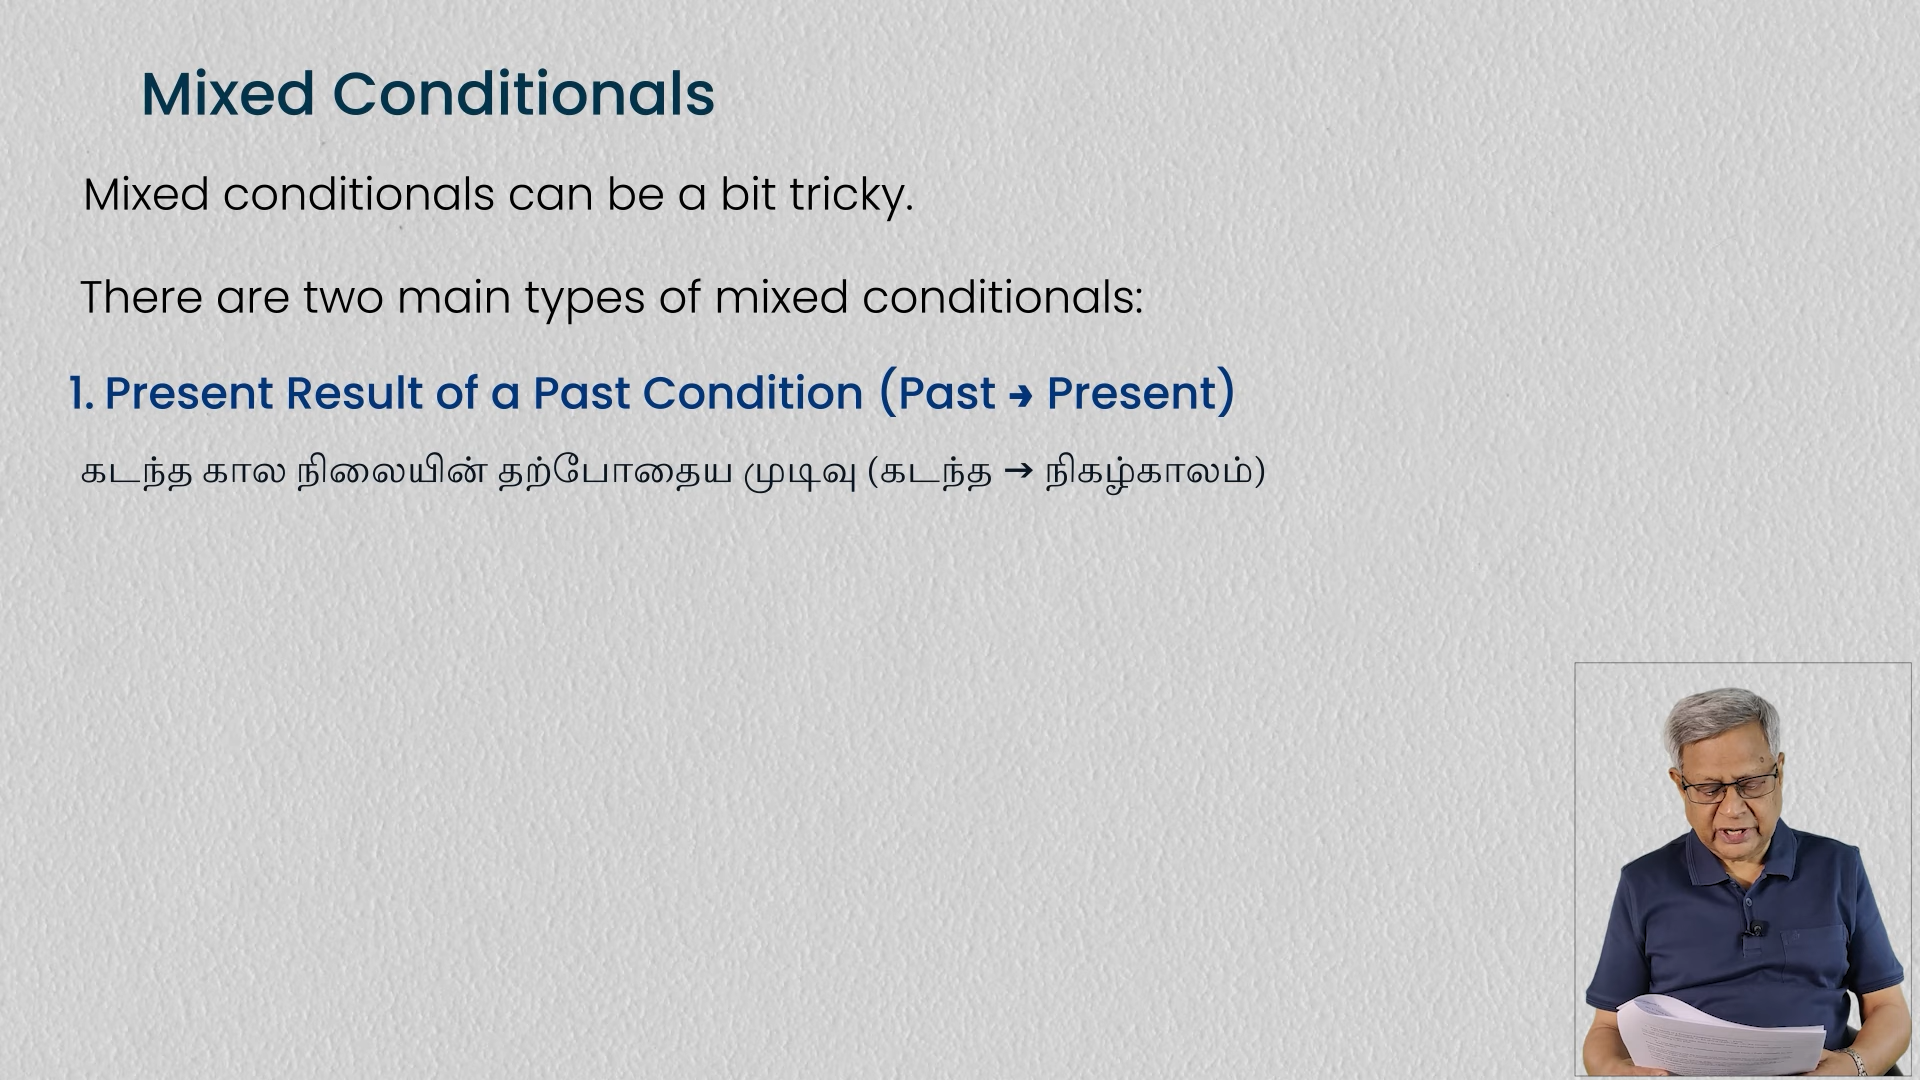 Mixed Conditionals
Mixed conditionals can be a bit tricky.
There are two main types of mixed conditionals:
1. Present Result of a Past Condition (Past → Present)
கடந்த கால நிலையின் தற்போதைய முடிவு (கடந்த → நிகழ்காலம்)